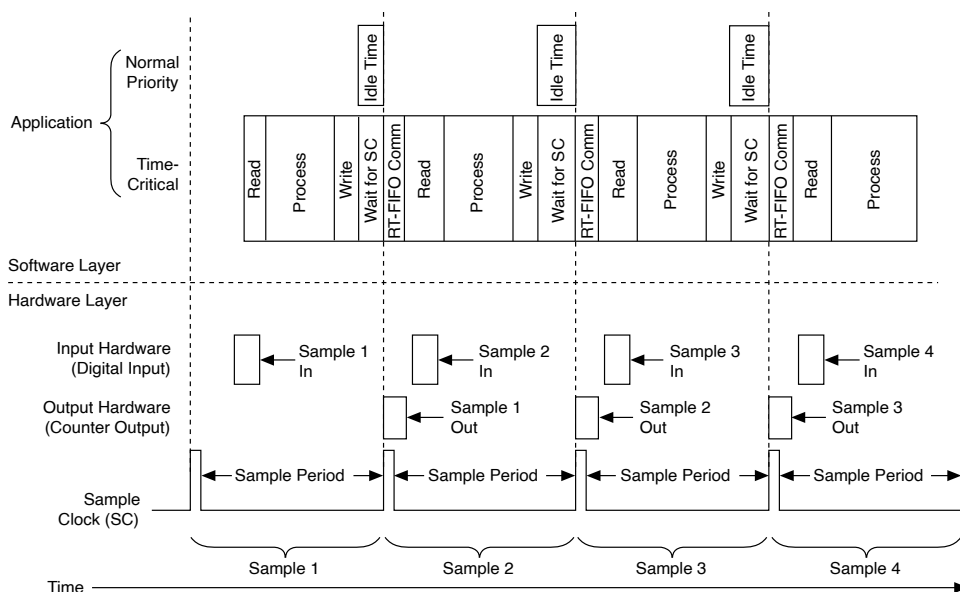 Normal
Priority
Idle Time
Idle Time
Idle Time
Application
Time-
Critical
Read
Process
Write
Wait for SC
RT-FIFO Comm
Read
Process
Write
Wait for SC
RT-FIFO Comm
Read
Process
Write
Wait for SC
RT-FIFO Comm
Read
Process
Software Layer
Hardware Layer
Input Hardware
(Digital Input)
Sample 1
In
Sample 2
In
Sample 3
In
Sample 4
In
Output Hardware
(Counter Output)
Sample 1
Out
Sample 2
Out
Sample 3
Out
Sample Period
Sample Period
Sample Period
Sample Period
Sample
Clock (SC)
Sample 1
Sample 2
Sample 3
Sample 4
Time